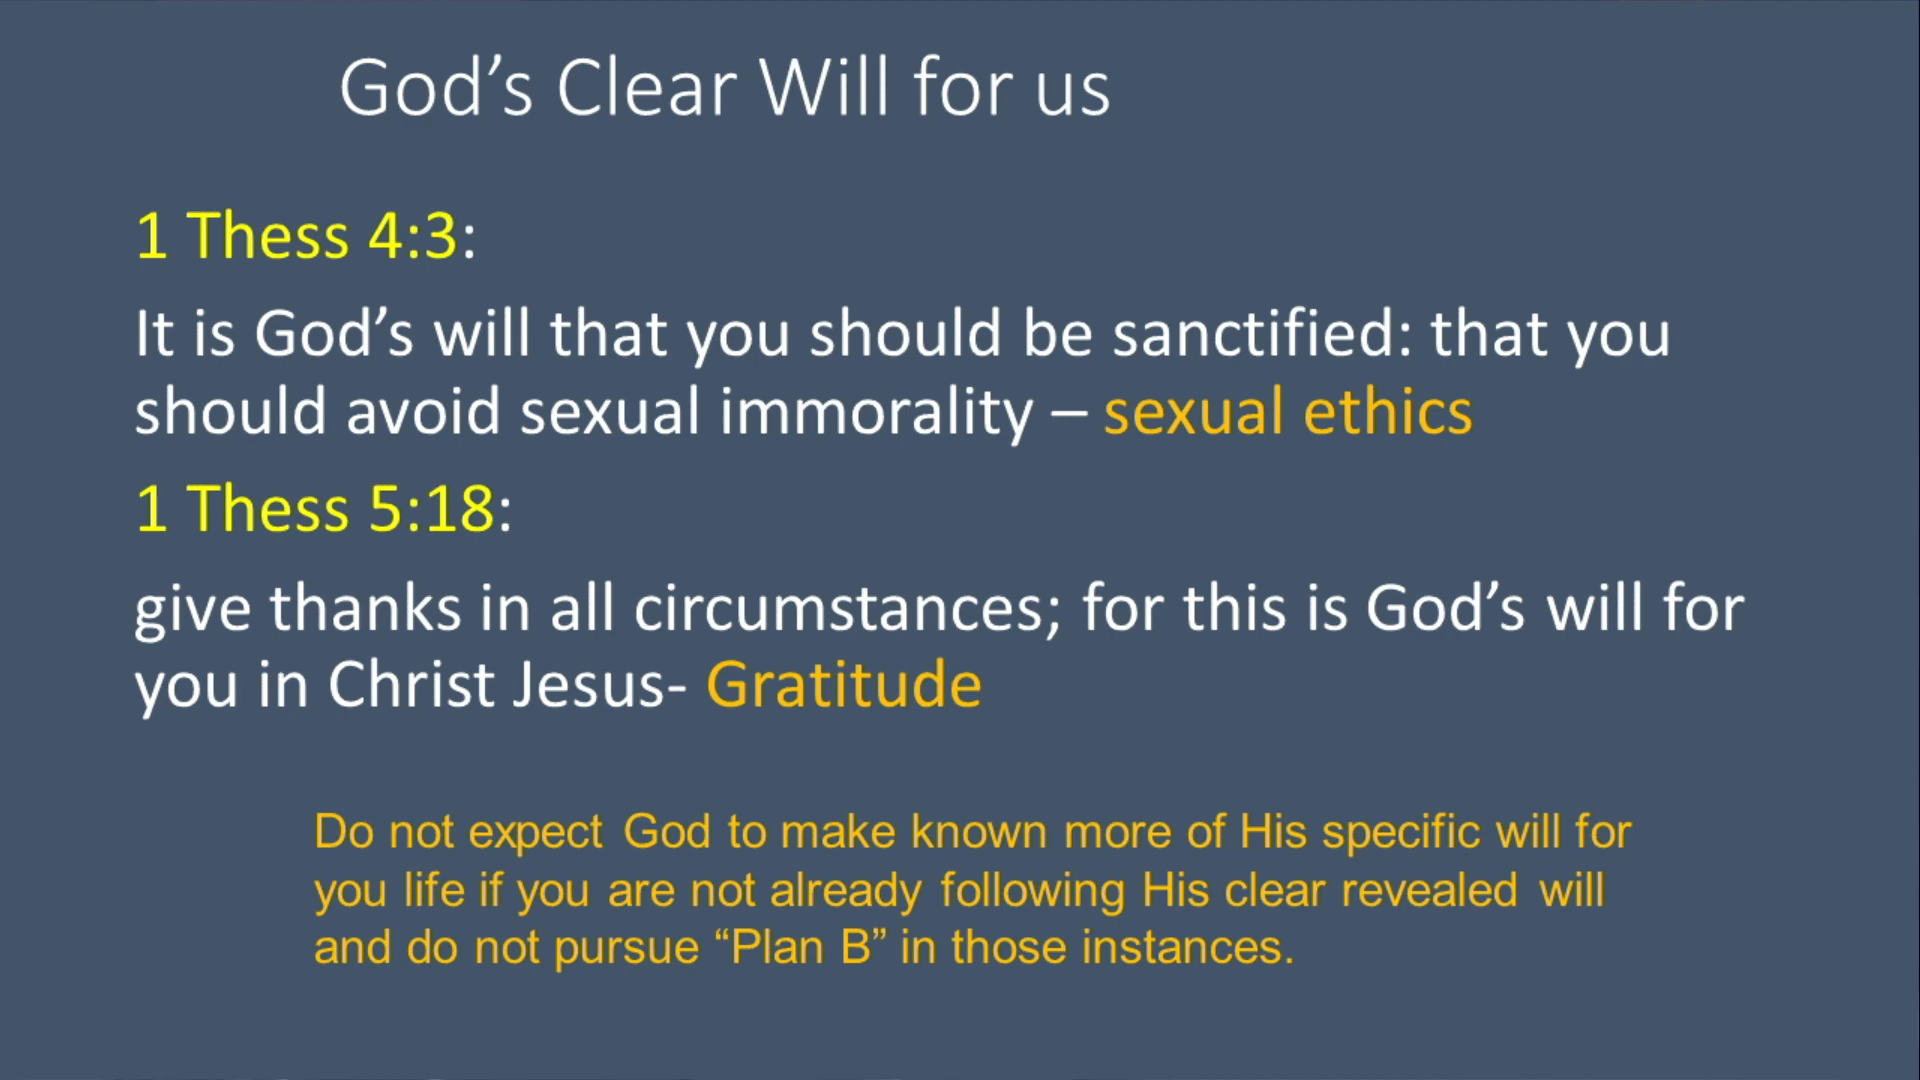 God’s Clear Will for us
1 Thess 4:3:
It is God’s will that you should be sanctified: that you
should avoid sexual immorality – sexual ethics
1 Thess 5:18:
give thanks in all circumstances; for this is God’s will for
you in Christ Jesus- Gratitude
Do not expect God to make known more of His specific will for
you life if you are not already following His clear revealed will
and do not pursue “Plan B” in those instances.